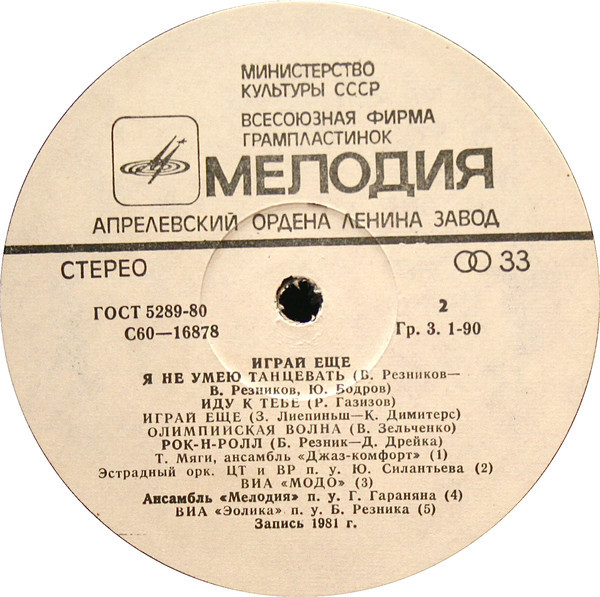 МИНИСТЕРСТВО
КУЛЬТУРЫ СССР
ВСЕСОЮЗНАЯ ФИРМА
ГРАМПЛАСТИНОК
МЕЛОДИЯ
АПРЕЛЕВСКИЙ ОРДЕНА ЛЕНИНА ЗАВОД
СТЕРЕО 33
ГОСТ 5289-80 2
С60—16878 Гр. 3. 1-90
ИГРАЙ ЕЩЕ
Я НЕ УМЕЮ ТАНЦЕВАТЬ (В. Резников—
В. Резников, Ю. Бодров)
ИДУ К ТЕБЕ (Р. Газизов)
ИГРАЙ ЕЩЕ (З. Лиепиньш—К. Димитерс)
ОЛИМПИЙСКАЯ ВОЛНА (В. Зельченко)
РОК-Н-РОЛЛ (Б. Резник—Д. Дрейка)
Т. Мяги, ансамбль «Джаз-комфорт» (1)
Эстрадный орк. ЦТ и ВР п. у. Ю. Силантьева (2)
ВИА «МОДО» (3)
Ансамбль «Мелодия» п. у. Г. Гараняна (4)
ВИА «Эолика» п. у. Б. Резника (5)
Запись 1981 г.